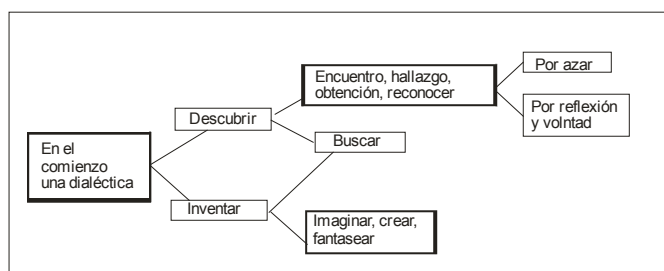 En el
comienzo
una dialéctica
Descubrir
Inventar
Encuentro, hallazgo,
obtención, reconocer
Buscar
Imaginar, crear,
fantasear
Por azar
Por reflexión
y volntad